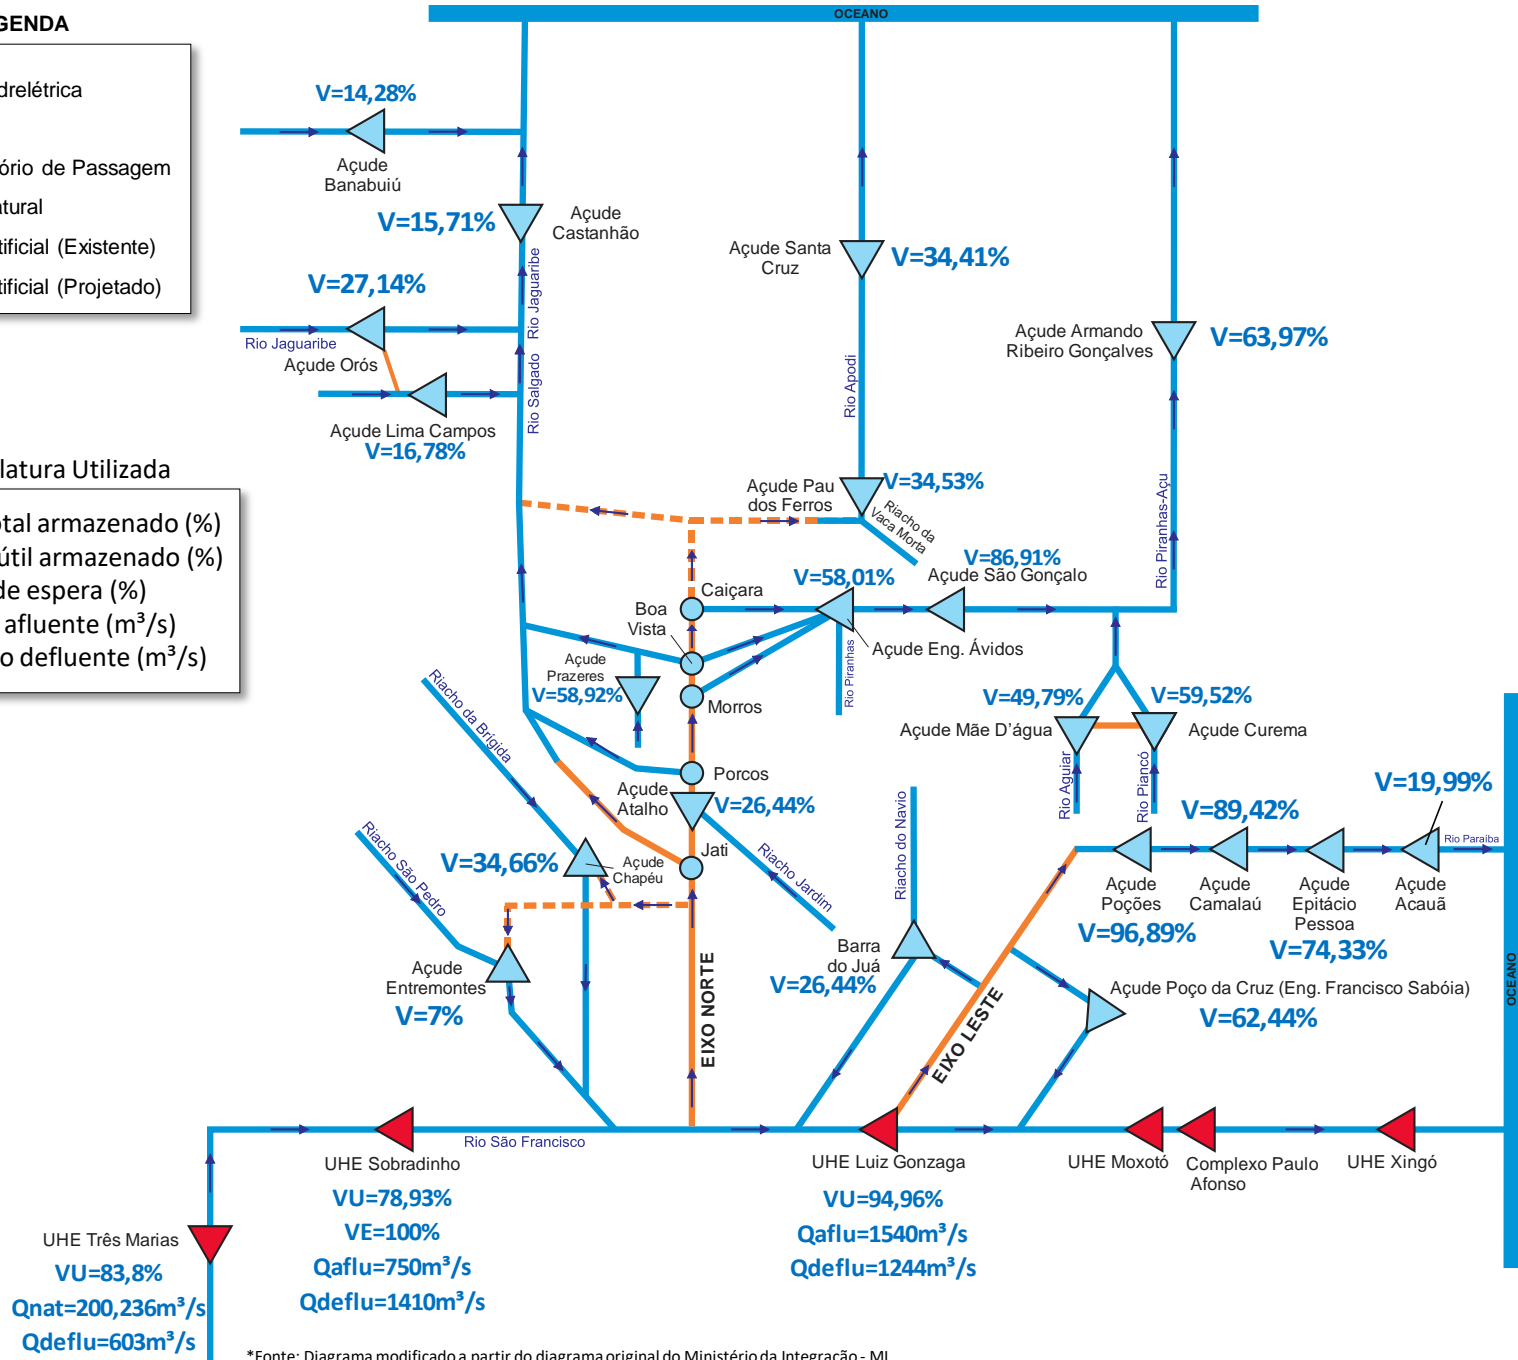 OCEANO
GENDA
drelétrica
ório de Passagem
atural
tificial (Existente)
tificial (Projetado)
V=14,28%
Açude
Banabuiú
V=15,71%
Açude
Castanhão
Rio Jaguaribe
V=27,14%
Rio Jaguaribe
Açude Orós
Rio Salgado
Açude Lima Campos
V=16,78%
Açude Santa
Cruz
V=34,41%
Rio Apodi
Açude Armando
Ribeiro Gonçalves
V=63,97%
Rio Piranhas-Açu
latura Utilizada
otal armazenado (%)
útil armazenado (%)
de espera (%)
afluente (m³/s)
o defluente (m³/s)
Açude Pau
dos Ferros
V=34,53%
Riacho da
Vaca Morta
V=86,91%
Açude São Gonçalo
V=58,01%
Caiçara
Boa
Vista
Açude Eng. Ávidos
Rio Piranhas
Açude
Prazeres
V=58,92%
Morros
Riacho da Brígida
Porcos
Açude
Atalho
V=26,44%
Jati
Riacho Jardim
V=49,79%
Açude Mãe D'água
Rio Aguiar
V=59,52%
Açude Curema
Rio Piancó
V=19,99%
V=89,42%
Rio Paraíba
Açude
Poções
V=96,89%
Açude
Camalaú
Açude
Epitácio
Pessoa
V=74,33%
Açude
Acauã
Riacho São Pedro
V=34,66%
Açude
Chapéu
Açude
Entremontes
V=7%
EIXO NORTE
Riacho do Navio
Barra
do Juá
V=26,44%
EIXO LESTE
Açude Poço da Cruz (Eng. Francisco Sabóia)
V=62,44%
OCEANO
Rio São Francisco
UHE Sobradinho
VU=78,93%
VE=100%
Qaflu=750m³/s
Qdeflu=1410m³/s
UHE Luiz Gonzaga
VU=94,96%
Qaflu=1540m³/s
Qdeflu=1244m³/s
UHE Moxotó
Complexo Paulo
Afonso
UHE Xingó
UHE Três Marias
VU=83,8%
Qnat=200,236m³/s
Qdeflu=603m³/s
*Fonte: Diagrama modificado a partir do diagrama original do Ministério da Integração - MI